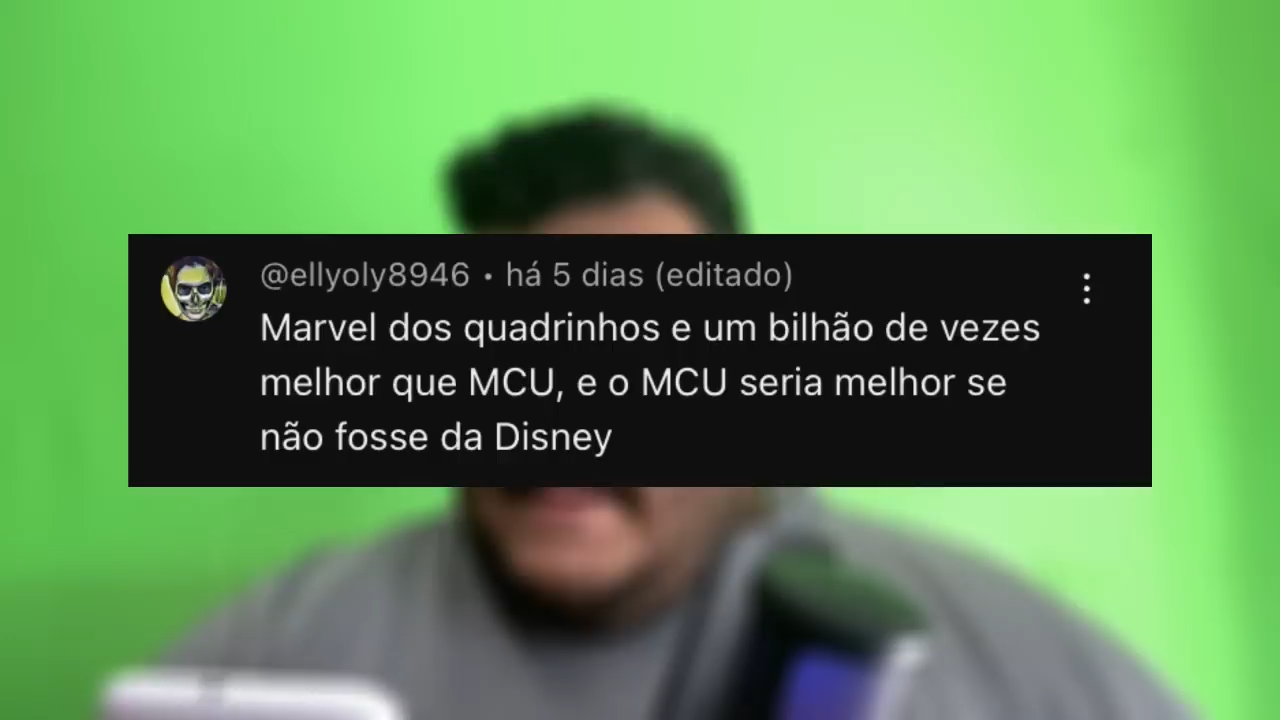 @ellyoly8946 • há 5 dias (editado)
Marvel dos quadrinhos e um bilhão de vezes
melhor que MCU, e o MCU seria melhor se
não fosse da Disney